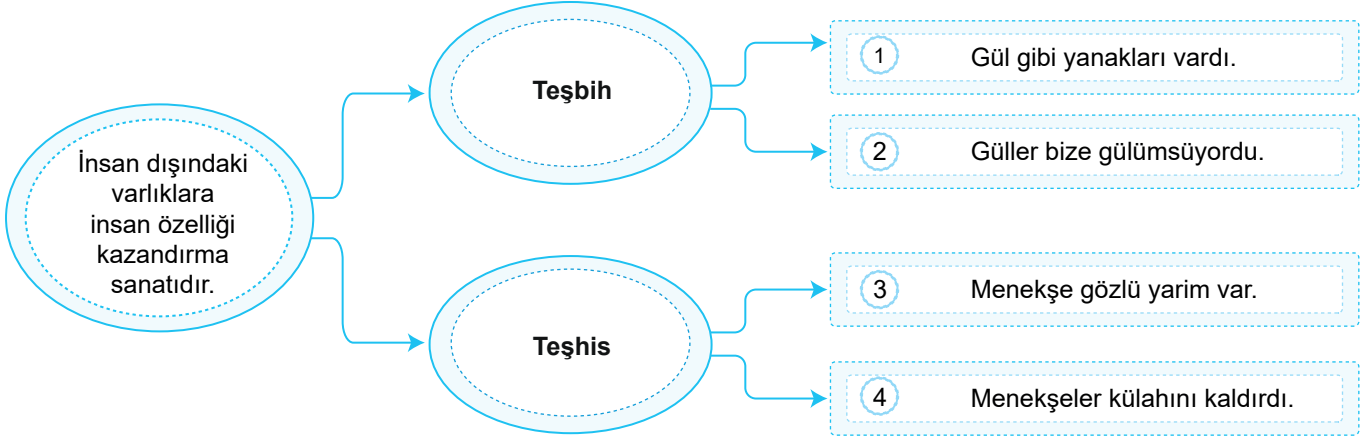 İnsan dışındaki
varlıklara
insan özelliği
kazandırma
sanatıdır.
Teşbih
1 Gül gibi yanakları vardı.
2 Güller bize gülümsüyordu.
Teşhis
3 Menekşe gözlü yarim var.
4 Menekşeler külahını kaldırdı.